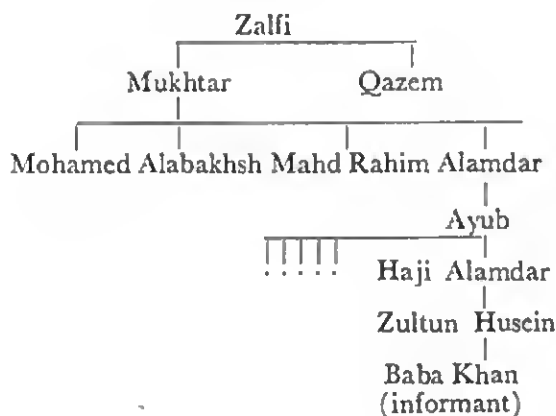 Zalfi
Mukhtar Qazem
Mohamed Alabakhsh Mahd Rahim Alamdar
Ayub
. . . . .
Haji Alamdar
Zultun Husein
Baba Khan
(informant)